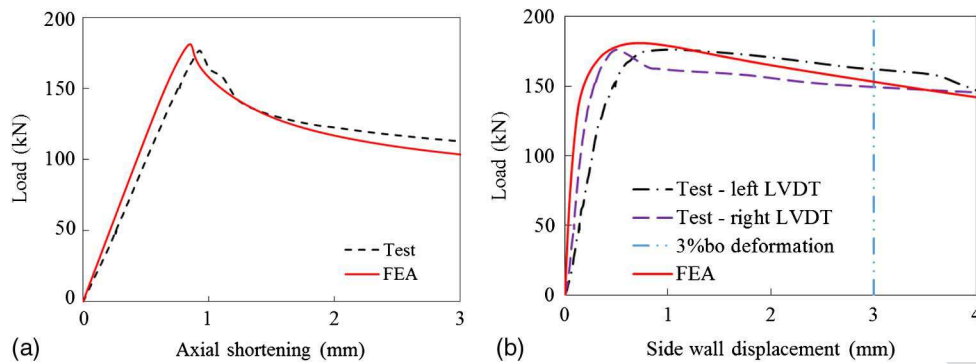 200
150
100
50
0
Load (kN)
Test
FEA
0
1
2
3
(a)
Axial shortening (mm)
200
150
100
50
0
Load (kN)
Test - left LVDT
Test - right LVDT
3%bo deformation
FEA
0
1
2
3
4
(b)
Side wall displacement (mm)